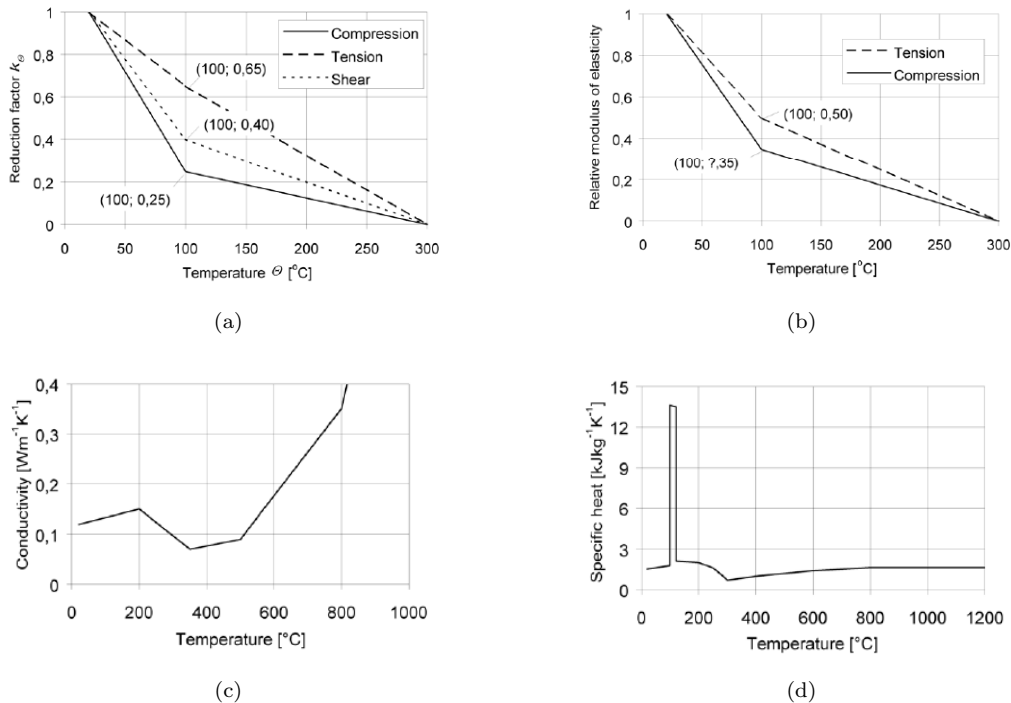 Reduction factor kΘ
1
0,8
0,6
0,4
0,2
0
0 50 100 150 200 250 300
Temperature Θ [°C]
Compression
Tension
Shear
(100; 0,65)
(100; 0,40)
(100; 0,25)
(a)
Relative modulus of elasticity
1
0,8
0,6
0,4
0,2
0
0 50 100 150 200 250 300
Temperature [°C]
Tension
Compression
(100; 0,50)
(100; ?,35)
(b)
Conductivity [Wm⁻¹K⁻¹]
0,4
0,3
0,2
0,1
0
0 200 400 600 800 1000
Temperature [°C]
(c)
Specific heat [kJkg⁻¹K⁻¹]
15
12
9
6
3
0
0 200 400 600 800 1000 1200
Temperature [°C]
(d)